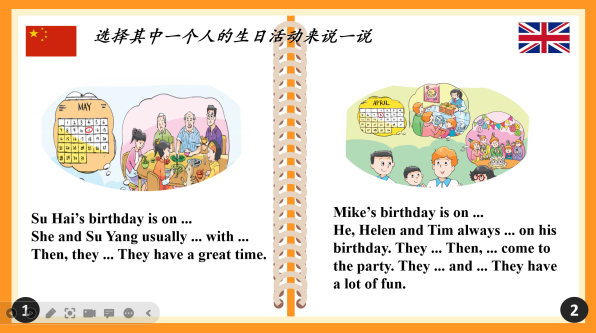 选择其中一个人的生日活动来说一说
MAY
Su Hai's birthday is on ...
She and Su Yang usually ... with ...
Then, they ... They have a great time.
APRIL
Mike's birthday is on ...
He, Helen and Tim always ... on his
birthday. They ... Then, ... come to
the party. They ... and ... They have
a lot of fun.
1
2